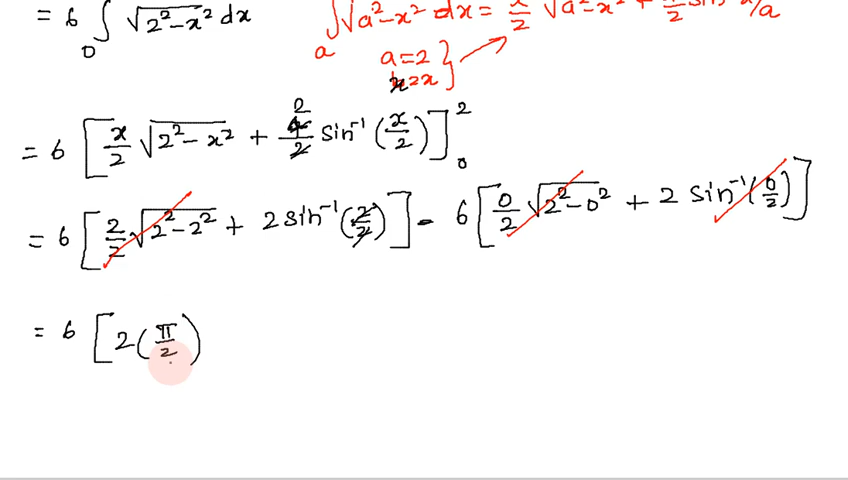 = 6 ∫₀ √(2²-x²) dx
∫ₐ √(a²-x²) dx = x/2 √(a²-x²) + /2 sin⁻¹ x/a
a=2
x=x
= 6 [ x/2 √(2²-x²) + 4/2 2 sin⁻¹ (x/2) ]₀²
= 6 [ 2/2 √(2²-2²) + 2 sin⁻¹ (2/2) ] - 6 [ 0/2 √(2²-0²) + 2 sin⁻¹ (0/2) ]
= 6 [ 2 (π/2)